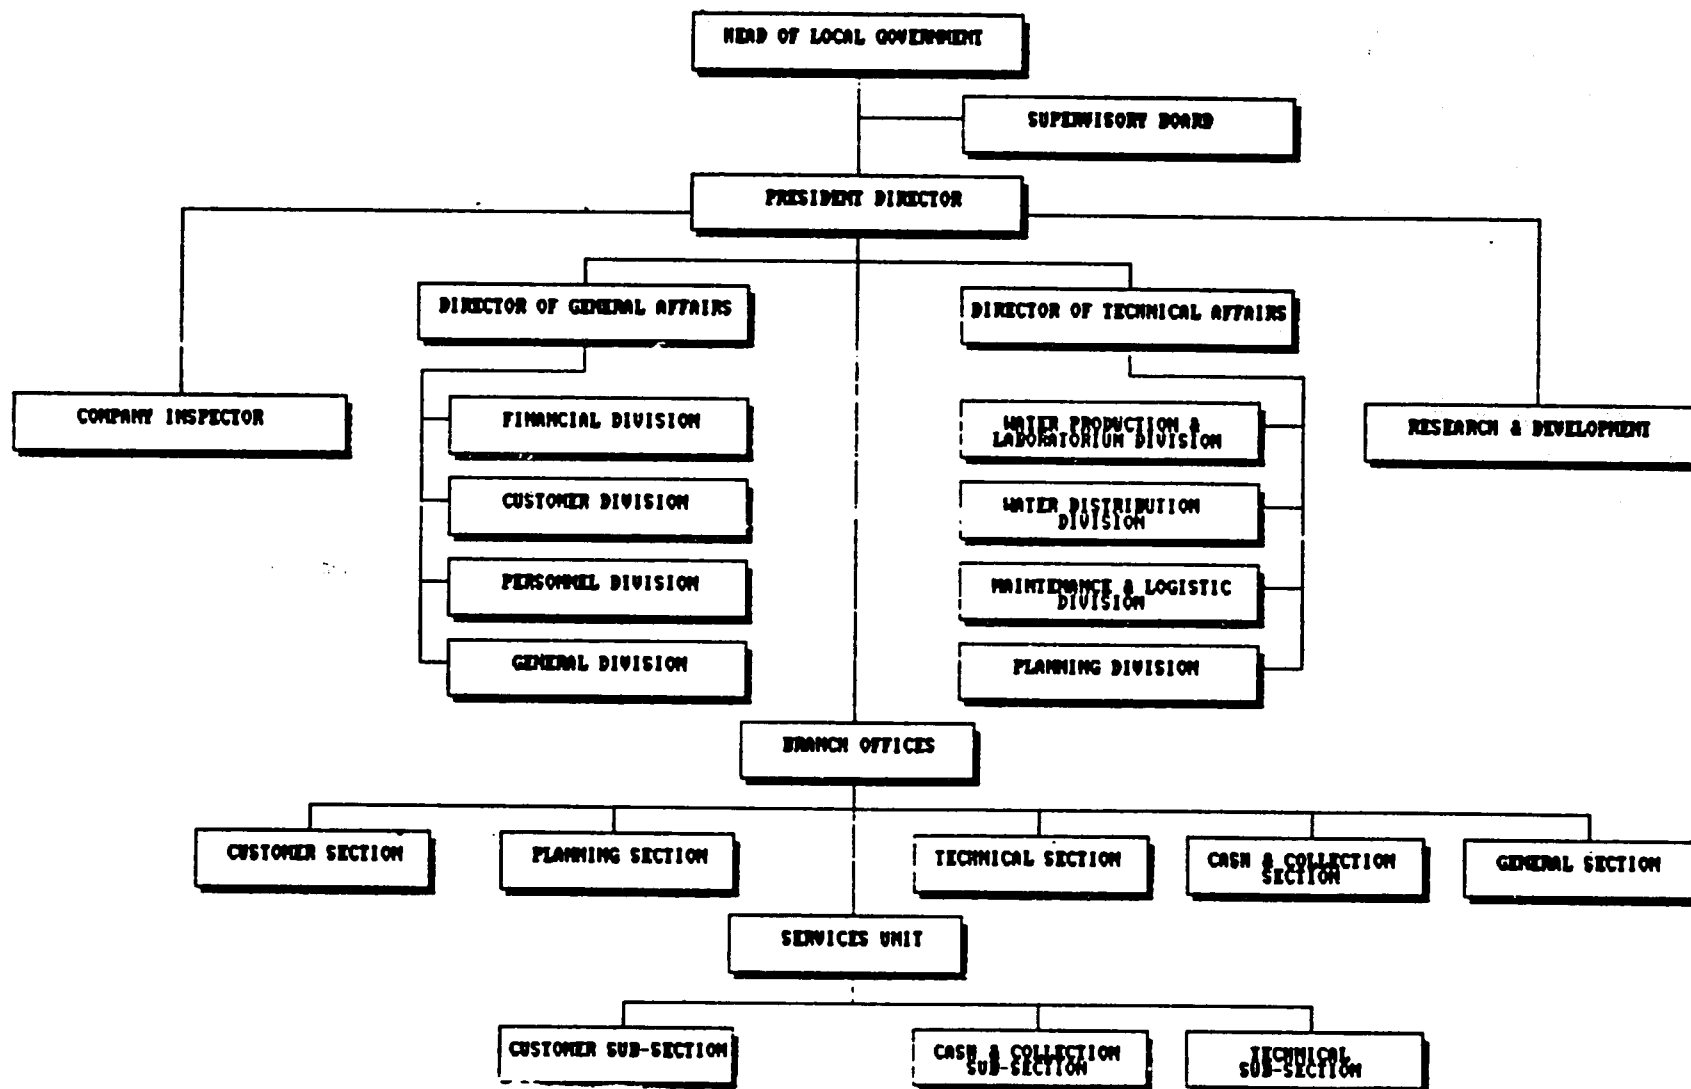 HEAD OF LOCAL GOVERNMENT
SUPERVISORY BOARD
PRESIDENT DIRECTOR
DIRECTOR OF GENERAL AFFAIRS
DIRECTOR OF TECHNICAL AFFAIRS
COMPANY INSPECTOR
FINANCIAL DIVISION
WATER PRODUCTION &
LABORATORIUM DIVISION
RESEARCH & DEVELOPMENT
CUSTOMER DIVISION
WATER DISTRIBUTION
DIVISION
PERSONNEL DIVISION
MAINTENANCE & LOGISTIC
DIVISION
GENERAL DIVISION
PLANNING DIVISION
BRANCH OFFICES
CUSTOMER SECTION
PLANNING SECTION
TECHNICAL SECTION
CASH & COLLECTION
SECTION
GENERAL SECTION
SERVICES UNIT
CUSTOMER SUB-SECTION
CASH & COLLECTION
SUB-SECTION
TECHNICAL
SUB-SECTION